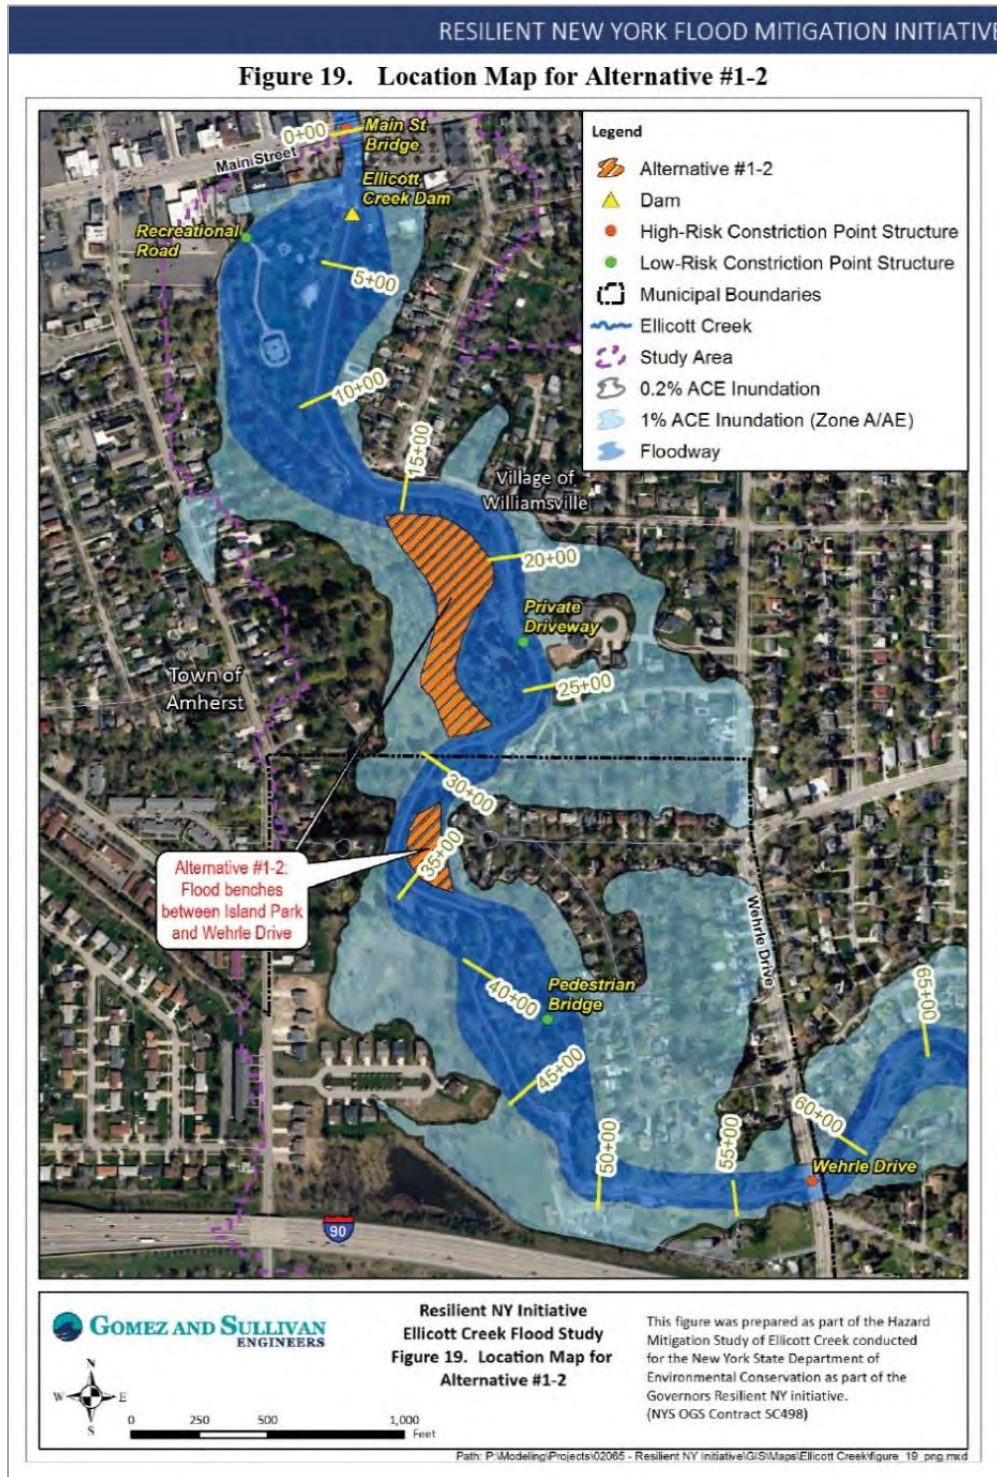 RESILIENT NEW YORK FLOOD MITIGATION INITIATIVE
Figure 19. Location Map for Alternative #1-2
0+00
Main St
Bridge
Main Street
Ellicott
Creek Dam
Recreational
Road
5+00
10+00
15+00
Village of
Williamsville
20+00
Private
Driveway
25+00
Town of
Amherst
30+00
35+00
Alternative #1-2:
Flood benches
between Island Park
and Wehrle Drive
Wehrle Drive
40+00
Pedestrian
Bridge
45+00
50+00
55+00
60+00
65+00
Wehrle Drive
90
Legend
Alternative #1-2
Dam
High-Risk Constriction Point Structure
Low-Risk Constriction Point Structure
Municipal Boundaries
Ellicott Creek
Study Area
0.2% ACE Inundation
1% ACE Inundation (Zone A/AE)
Floodway
GOMEZ AND SULLIVAN
ENGINEERS
N
W E
S
0 250 500 1,000
Feet
Resilient NY Initiative
Ellicott Creek Flood Study
Figure 19. Location Map for
Alternative #1-2
This figure was prepared as part of the Hazard
Mitigation Study of Ellicott Creek conducted
for the New York State Department of
Environmental Conservation as part of the
Governors Resilient NY initiative.
(NYS OGS Contract SC498)
Path: P:\Modeling\Projects\02065 - Resilient NY Initiative\GIS\Maps\Ellicott Creek\figure_19_png.mxd